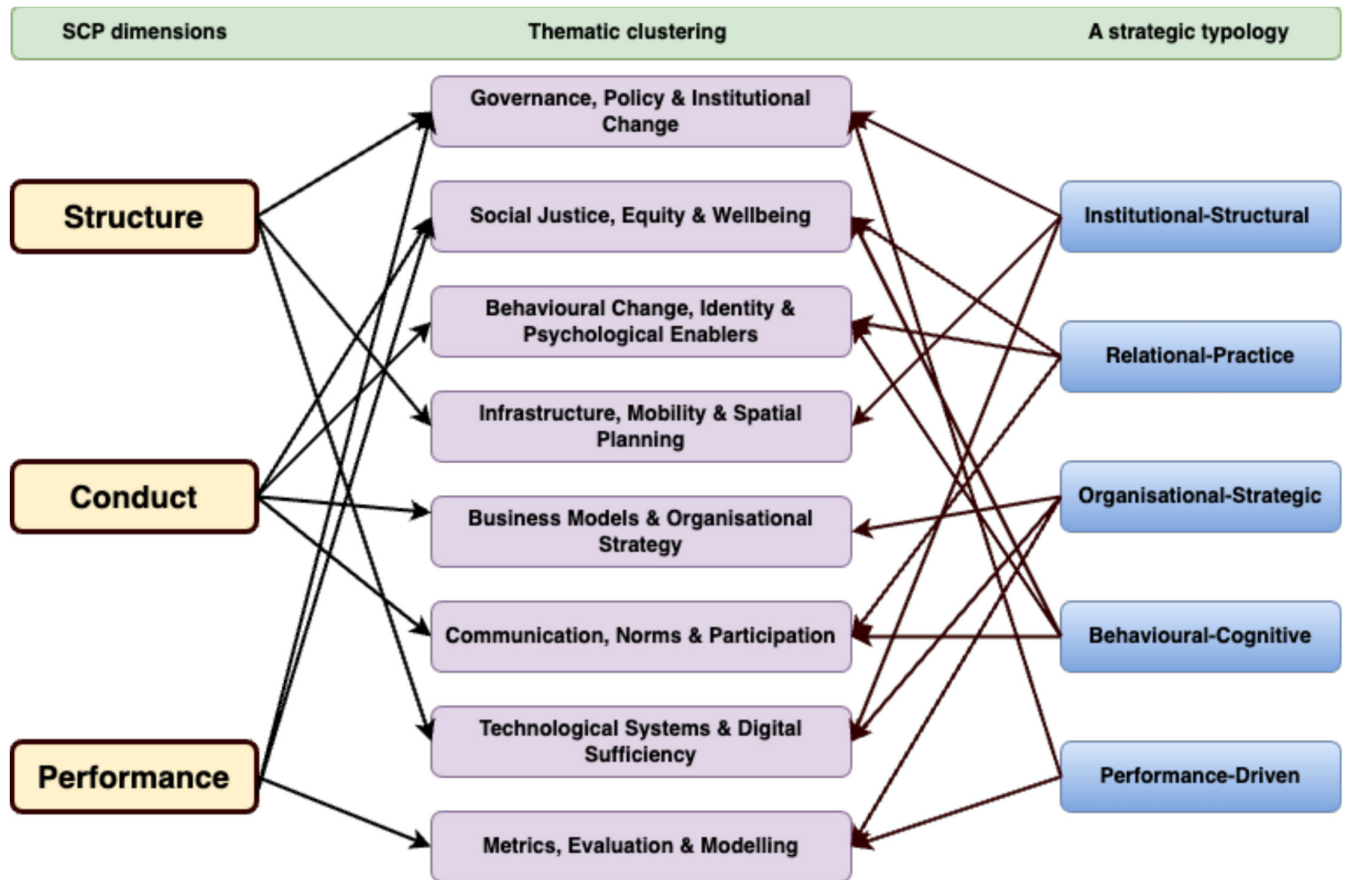 SCP dimensions
Thematic clustering
A strategic typology
Structure
Conduct
Performance
Governance, Policy & Institutional
Change
Social Justice, Equity & Wellbeing
Behavioural Change, Identity &
Psychological Enablers
Infrastructure, Mobility & Spatial
Planning
Business Models & Organisational
Strategy
Communication, Norms & Participation
Technological Systems & Digital
Sufficiency
Metrics, Evaluation & Modelling
Institutional-Structural
Relational-Practice
Organisational-Strategic
Behavioural-Cognitive
Performance-Driven